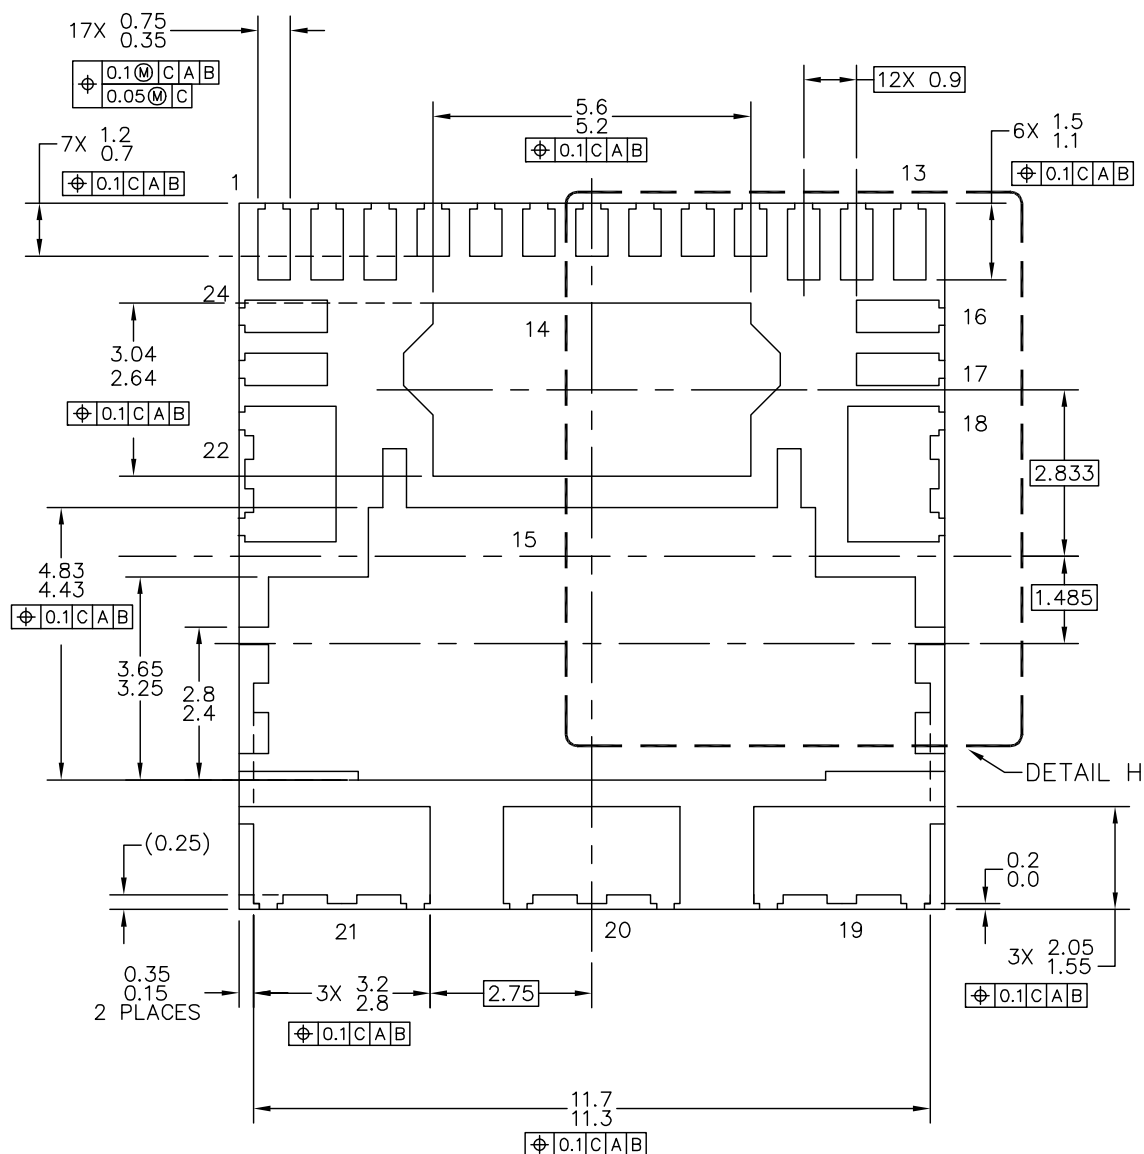 17X 0.75
0.35
0.1 Ⓜ C A B
0.05 Ⓜ C
12X 0.9
5.6
5.2
⌖ 0.1 C A B
6X 1.5
1.1
⌖ 0.1 C A B
7X 1.2
0.7
⌖ 0.1 C A B
1
13
24
14
16
3.04
2.64
⌖ 0.1 C A B
17
18
22
2.833
15
4.83
4.43
⌖ 0.1 C A B
1.485
3.65
3.25
2.8
2.4
DETAIL H
(0.25)
0.2
0.0
21
20
19
3X 2.05
1.55
⌖ 0.1 C A B
0.35
0.15
2 PLACES
3X 3.2
2.8
⌖ 0.1 C A B
2.75
11.7
11.3
⌖ 0.1 C A B